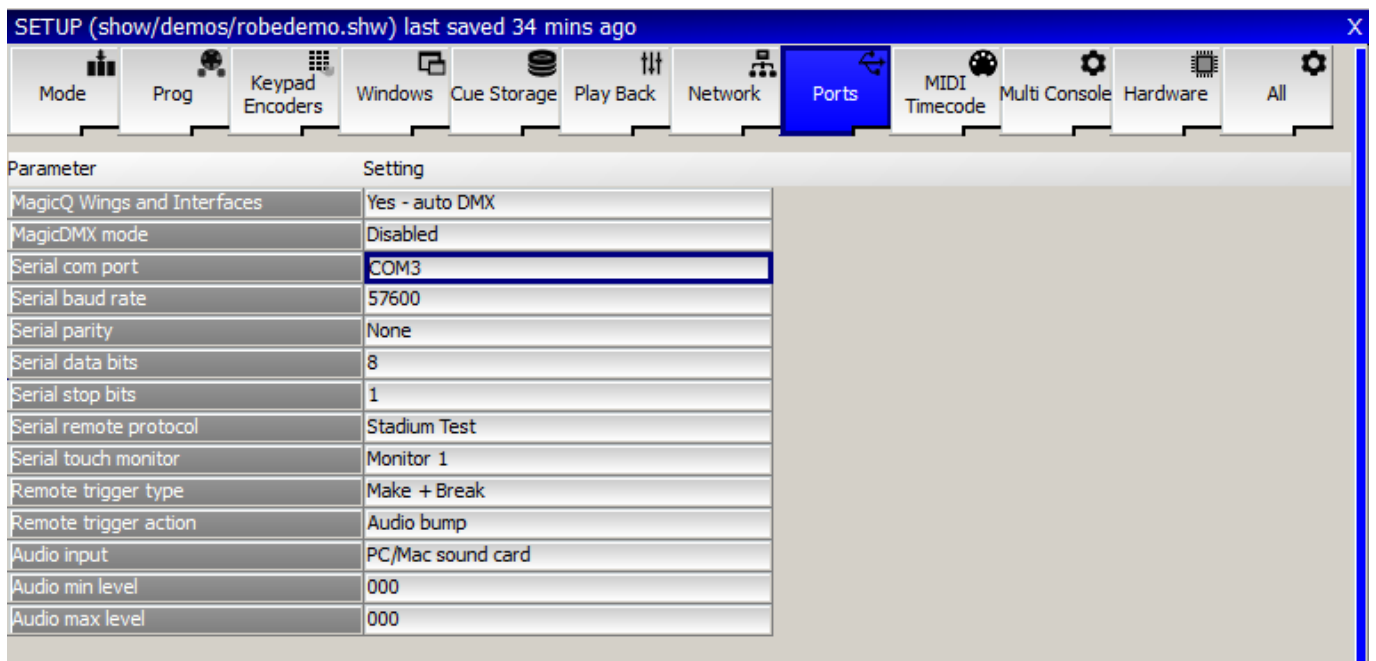 SETUP (show/demos/robedemo.shw) last saved 34 mins ago X
Mode Prog Keypad Encoders Windows Cue Storage Play Back Network Ports MIDI Timecode Multi Console Hardware All
Parameter Setting
MagicQ Wings and Interfaces Yes - auto DMX
MagicDMX mode Disabled
Serial com port COM3
Serial baud rate 57600
Serial parity None
Serial data bits 8
Serial stop bits 1
Serial remote protocol Stadium Test
Serial touch monitor Monitor 1
Remote trigger type Make + Break
Remote trigger action Audio bump
Audio input PC/Mac sound card
Audio min level 000
Audio max level 000